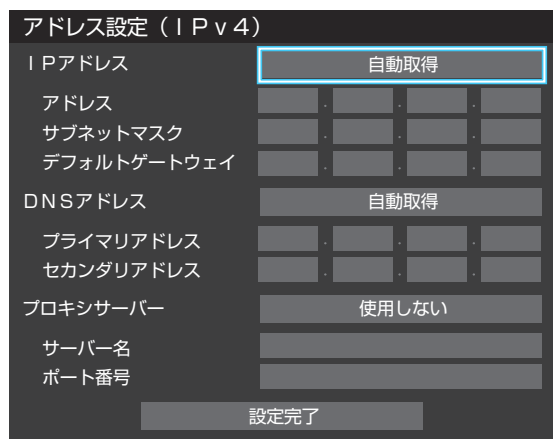 アドレス設定（ＩＰｖ４）
ＩＰアドレス 自動取得
アドレス . . .
サブネットマスク . . .
デフォルトゲートウェイ . . .
ＤＮＳアドレス 自動取得
プライマリアドレス . . .
セカンダリアドレス . . .
プロキシサーバー 使用しない
サーバー名
ポート番号
設定完了